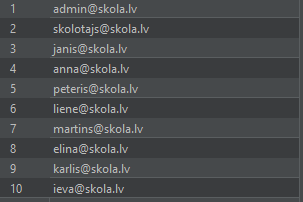 1 admin@skola.lv
2 skolotajs@skola.lv
3 janis@skola.lv
4 anna@skola.lv
5 peteris@skola.lv
6 liene@skola.lv
7 martins@skola.lv
8 elina@skola.lv
9 karlis@skola.lv
10 ieva@skola.lv